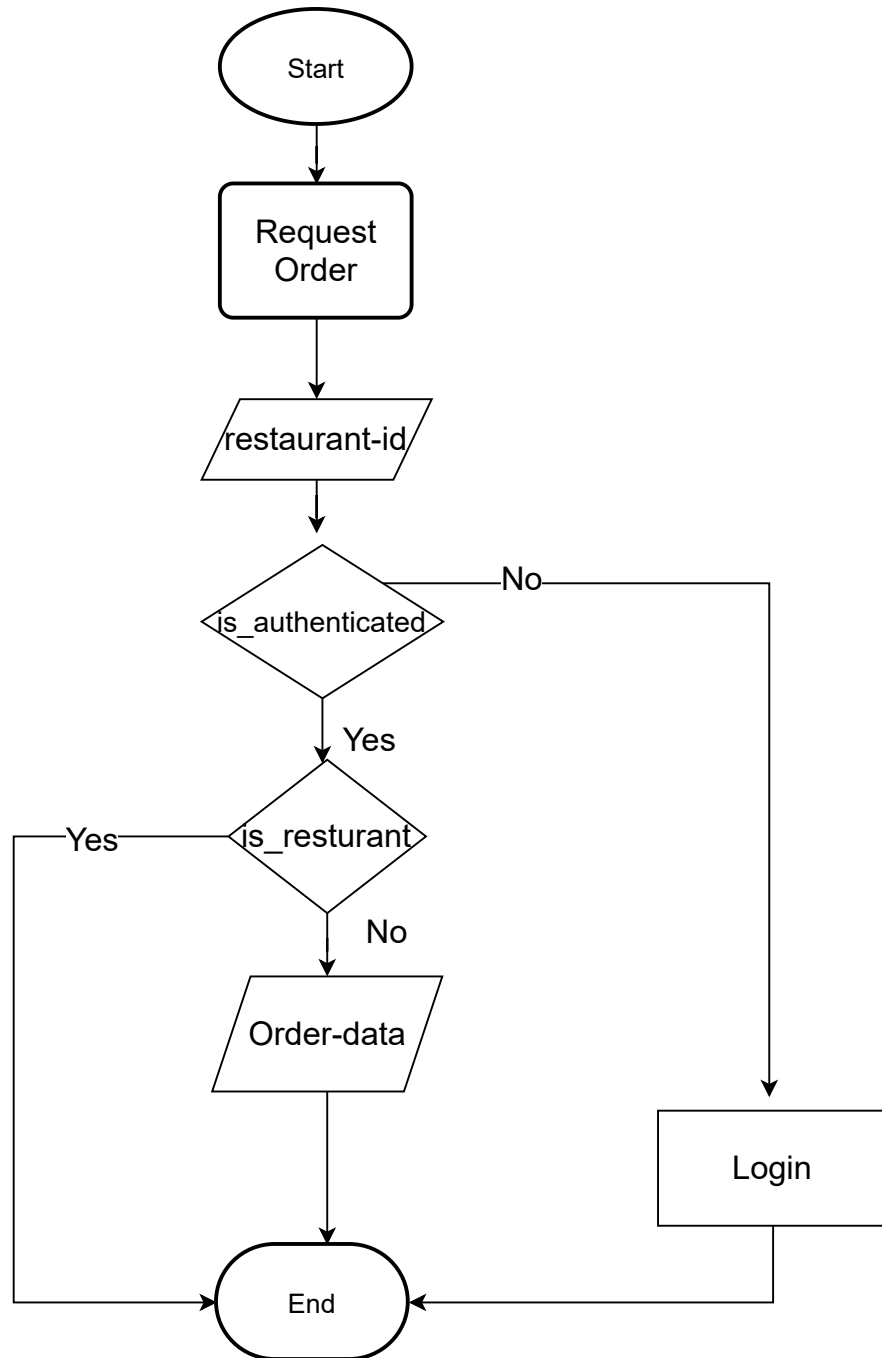 Start
Request
Order
restaurant-id
No
is_authenticated
Yes
Yes
is_resturant
No
Order-data
Login
End